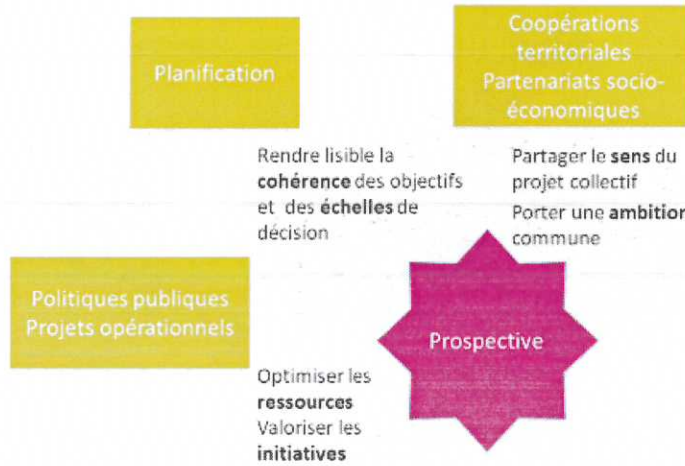 Planification
Coopérations
territoriales
Partenariats socio-
économiques
Rendre lisible la
cohérence des objectifs
et des échelles de
décision
Partager le sens du
projet collectif
Porter une ambition
commune
Politiques publiques
Projets opérationnels
Prospective
Optimiser les
ressources
Valoriser les
initiatives